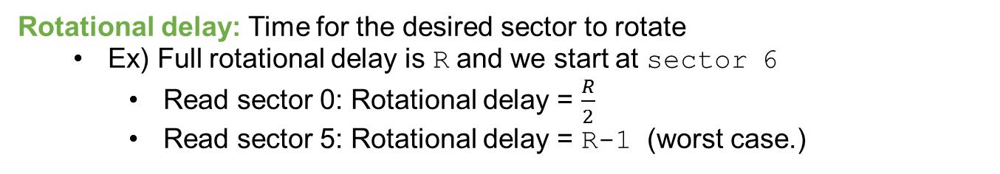 Rotational delay: Time for the desired sector to rotate
• Ex) Full rotational delay is R and we start at sector 6
• Read sector 0: Rotational delay = R/2
• Read sector 5: Rotational delay = R-1 (worst case.)